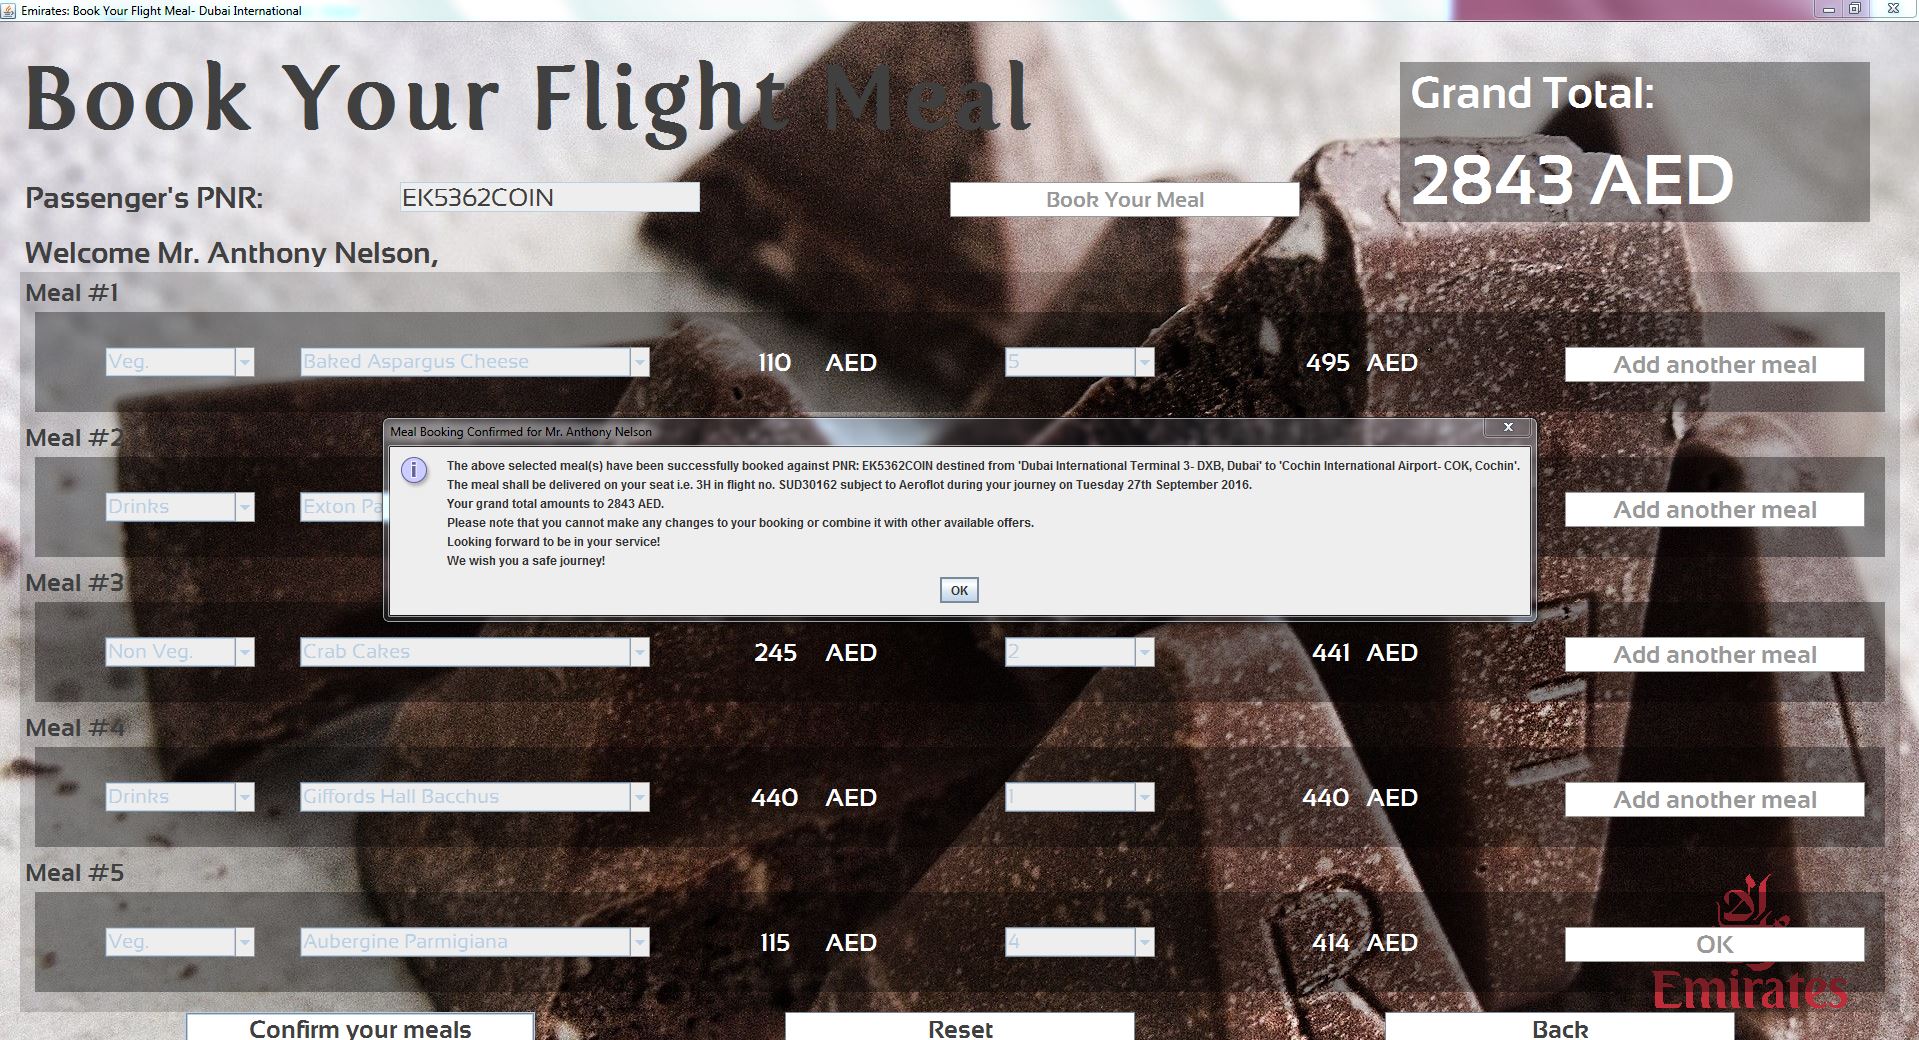 Emirates: Book Your Flight Meal- Dubai International
Book Your Flight Meal
Grand Total:
2843 AED
Passenger's PNR: EK5362COIN Book Your Meal
Welcome Mr. Anthony Nelson,
Meal #1
Veg. Baked Aspargus Cheese 110 AED 5 495 AED Add another meal
Meal #2
Drinks Exton Add another meal
Meal Booking Confirmed for Mr. Anthony Nelson
The above selected meal(s) have been successfully booked against PNR: EK5362COIN destined from 'Dubai International Terminal 3- DXB, Dubai' to 'Cochin International Airport- COK, Cochin'.
The meal shall be delivered on your seat i.e. 3H in flight no. SUD30162 subject to Aeroflot during your journey on Tuesday 27th September 2016.
Your grand total amounts to 2843 AED.
Please note that you cannot make any changes to your booking or combine it with other available offers.
Looking forward to be in your service!
We wish you a safe journey!
OK
Meal #3
Non Veg. Crab Cakes 245 AED 2 441 AED Add another meal
Meal #4
Drinks Giffords Hall Bacchus 440 AED 1 440 AED Add another meal
Meal #5
Veg. Aubergine Parmigiana 115 AED 4 414 AED OK
Emirates
Confirm your meals Reset Back